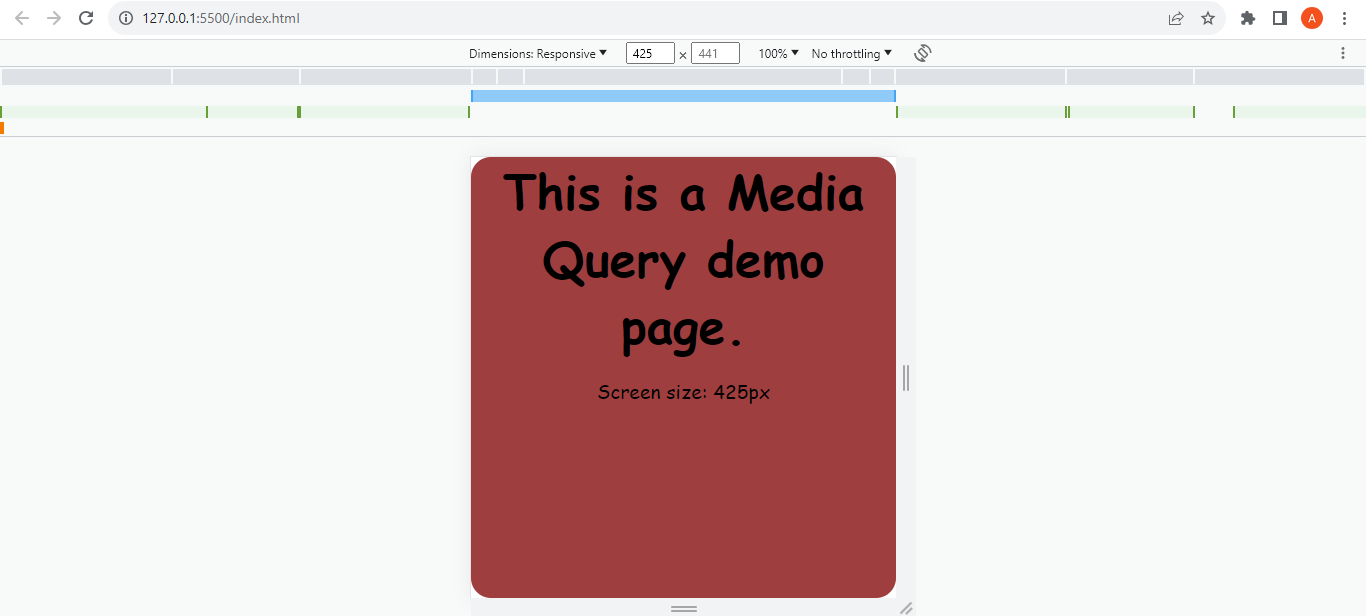 127.0.0.1:5500/index.html
A
Dimensions: Responsive 425 × 441 100% No throttling
This is a Media
Query demo
page.
Screen size: 425px